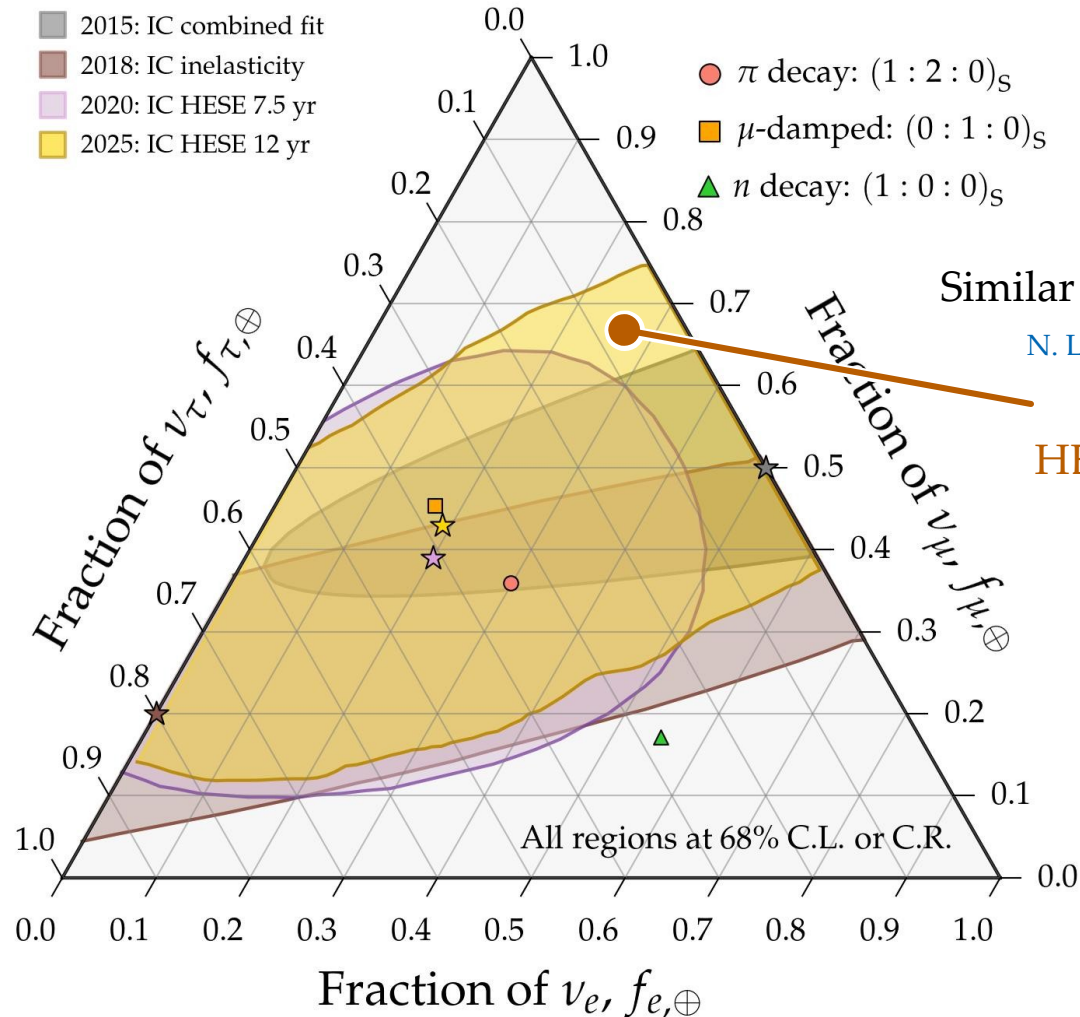 2015: IC combined fit
2018: IC inelasticity
2020: IC HESE 7.5 yr
2025: IC HESE 12 yr
π decay: (1 : 2 : 0)S
μ-damped: (0 : 1 : 0)S
n decay: (1 : 0 : 0)S
0.0
0.1
0.2
0.3
0.4
0.5
0.6
0.7
0.8
0.9
1.0
Fraction of ντ, fτ,⊕
1.0
0.9
0.8
0.7
0.6
0.5
0.4
0.3
0.2
0.1
0.0
Fraction of νμ, fμ,⊕
Similar
N. L
HE
All regions at 68% C.L. or C.R.
0.0 0.1 0.2 0.3 0.4 0.5 0.6 0.7 0.8 0.9 1.0
Fraction of νe, fe,⊕